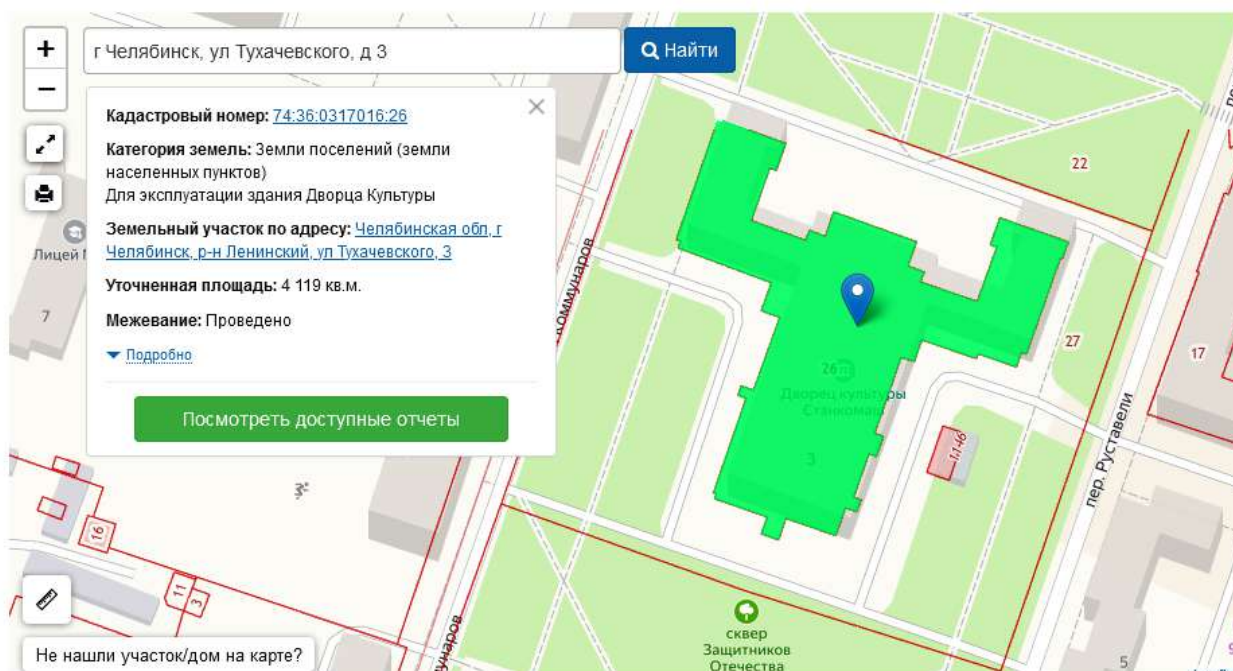 +
г Челябинск, ул Тухачевского, д 3
Найти
−
Кадастровый номер: 74:36:0317016:26
Категория земель: Земли поселений (земли
населенных пунктов)
Для эксплуатации здания Дворца Культуры
Земельный участок по адресу: Челябинская обл, г
Челябинск, р-н Ленинский, ул Тухачевского, 3
Уточненная площадь: 4 119 кв.м.
Межевание: Проведено
Подробно
Посмотреть доступные отчеты
22
Лицей
7
Коммунаров
27
17
26
Дворец культуры
Станкомаш
3
1146
пер. Руставели
16
11
3
сквер
Защитников
Отечества
5
Не нашли участок/дом на карте?